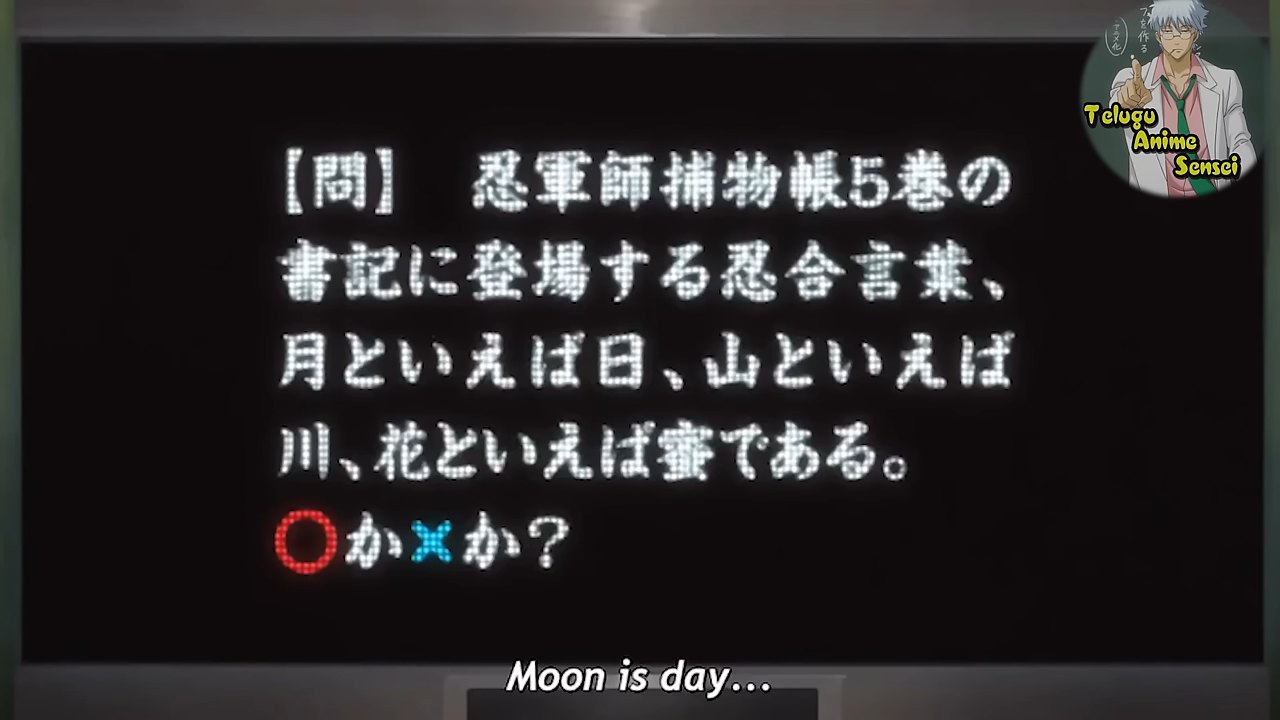 【問】 忍軍師捕物帳5巻の
書記に登場する忍合言葉、
月といえば日、山といえば
川、花といえば蜜である。
〇か×か？
Moon is day...
Telugu
Anime
Sensei